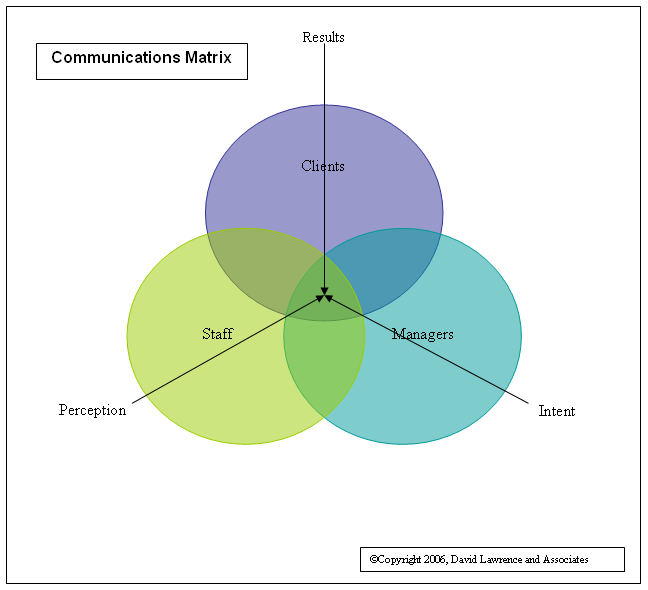 Results
Communications Matrix
Clients
Staff
Managers
Perception
Intent
©Copyright 2006, David Lawrence and Associates